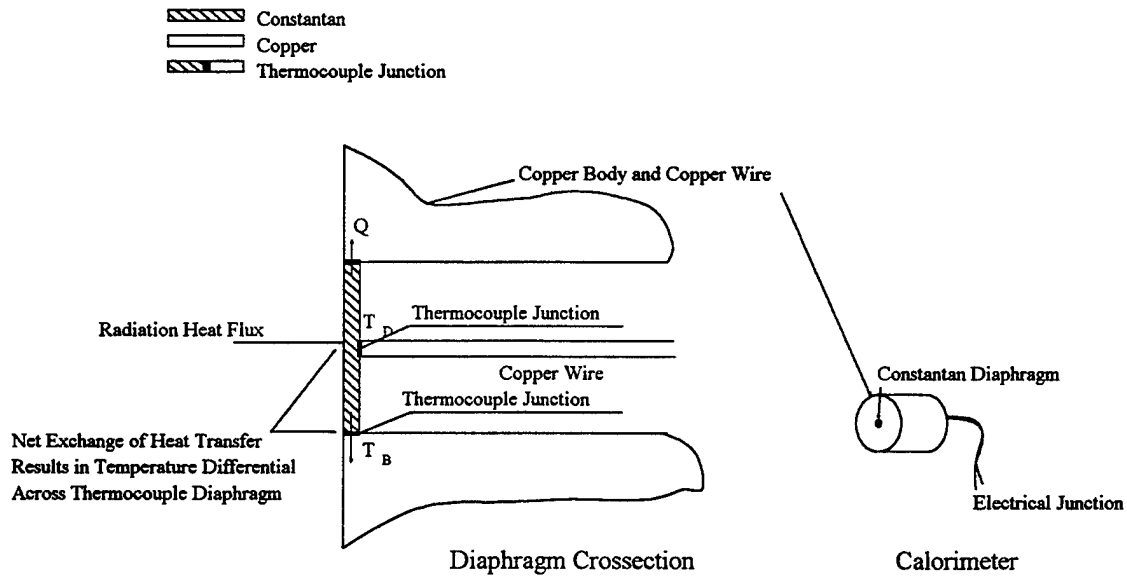 Constantan
Copper
Thermocouple Junction
Copper Body and Copper Wire
Q
Thermocouple Junction
T D
Radiation Heat Flux
Copper Wire
Constantan Diaphragm
Thermocouple Junction
Net Exchange of Heat Transfer
Results in Temperature Differential
Across Thermocouple Diaphragm
T B
Electrical Junction
Diaphragm Crossection
Calorimeter